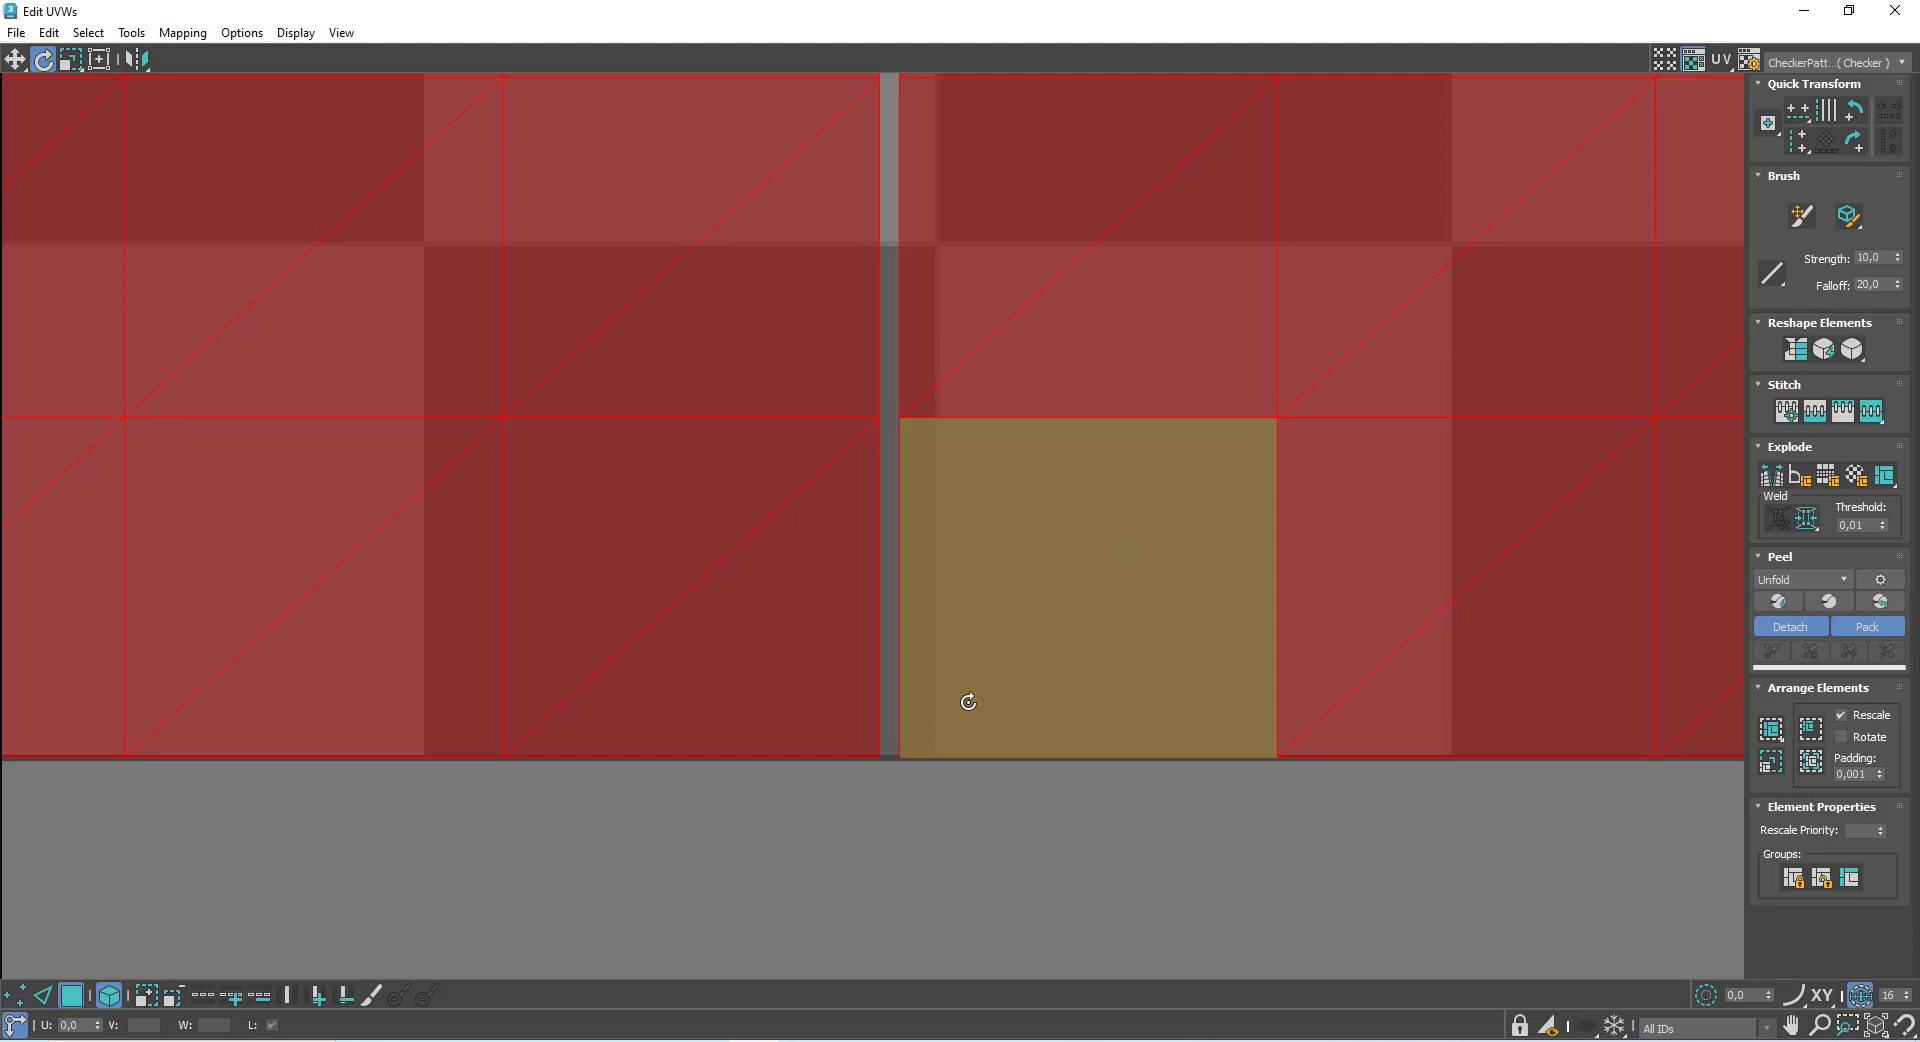 Edit UVWs
File Edit Select Tools Mapping Options Display View
UV CheckerPatt...( Checker )
Quick Transform
Brush
Strength: 10,0
Falloff: 20,0
Reshape Elements
Stitch
Explode
Weld
Threshold:
0,01
Peel
Unfold
Detach Pack
Arrange Elements
Rescale
Rotate
Padding:
0,001
Element Properties
Rescale Priority:
Groups:
0,0 XY 16
U: 0,0 V: W: L: All IDs